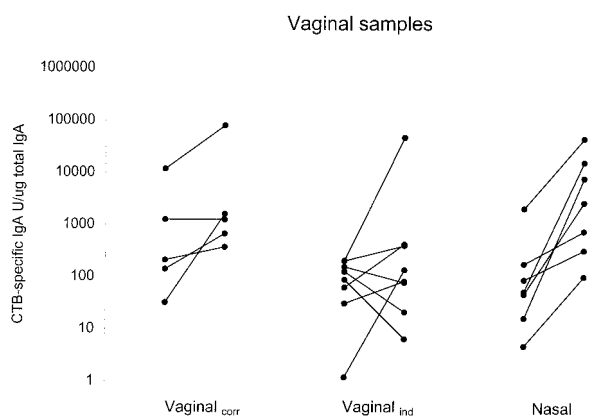 Vaginal samples
CTB-specific IgA U/ug total IgA
1000000
100000
10000
1000
100
10
1
Vaginal corr
Vaginal ind
Nasal